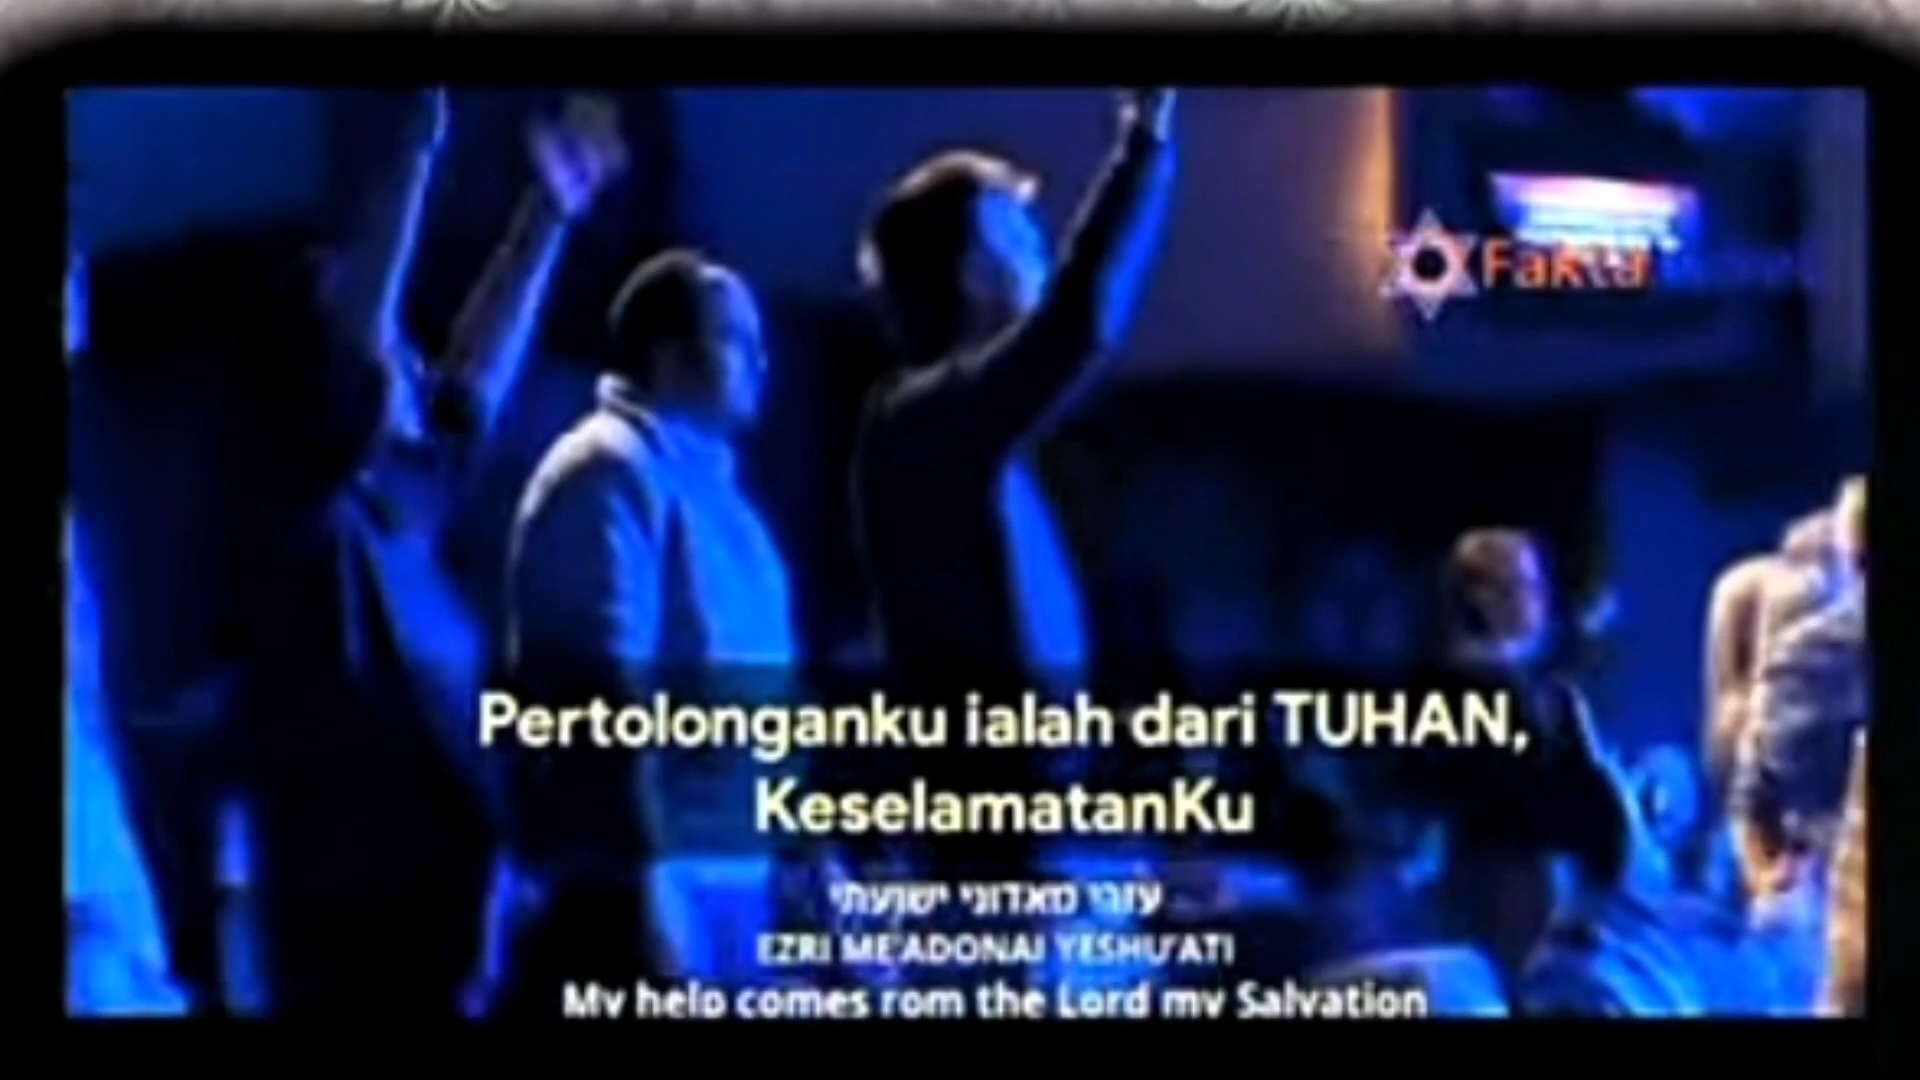 Fakta
Pertolonganku ialah dari TUHAN,
KeselamatanKu
עזרי מאדוני ישועתי
EZRI ME'ADONAI YESHU'ATI
My help comes rom the Lord my Salvation